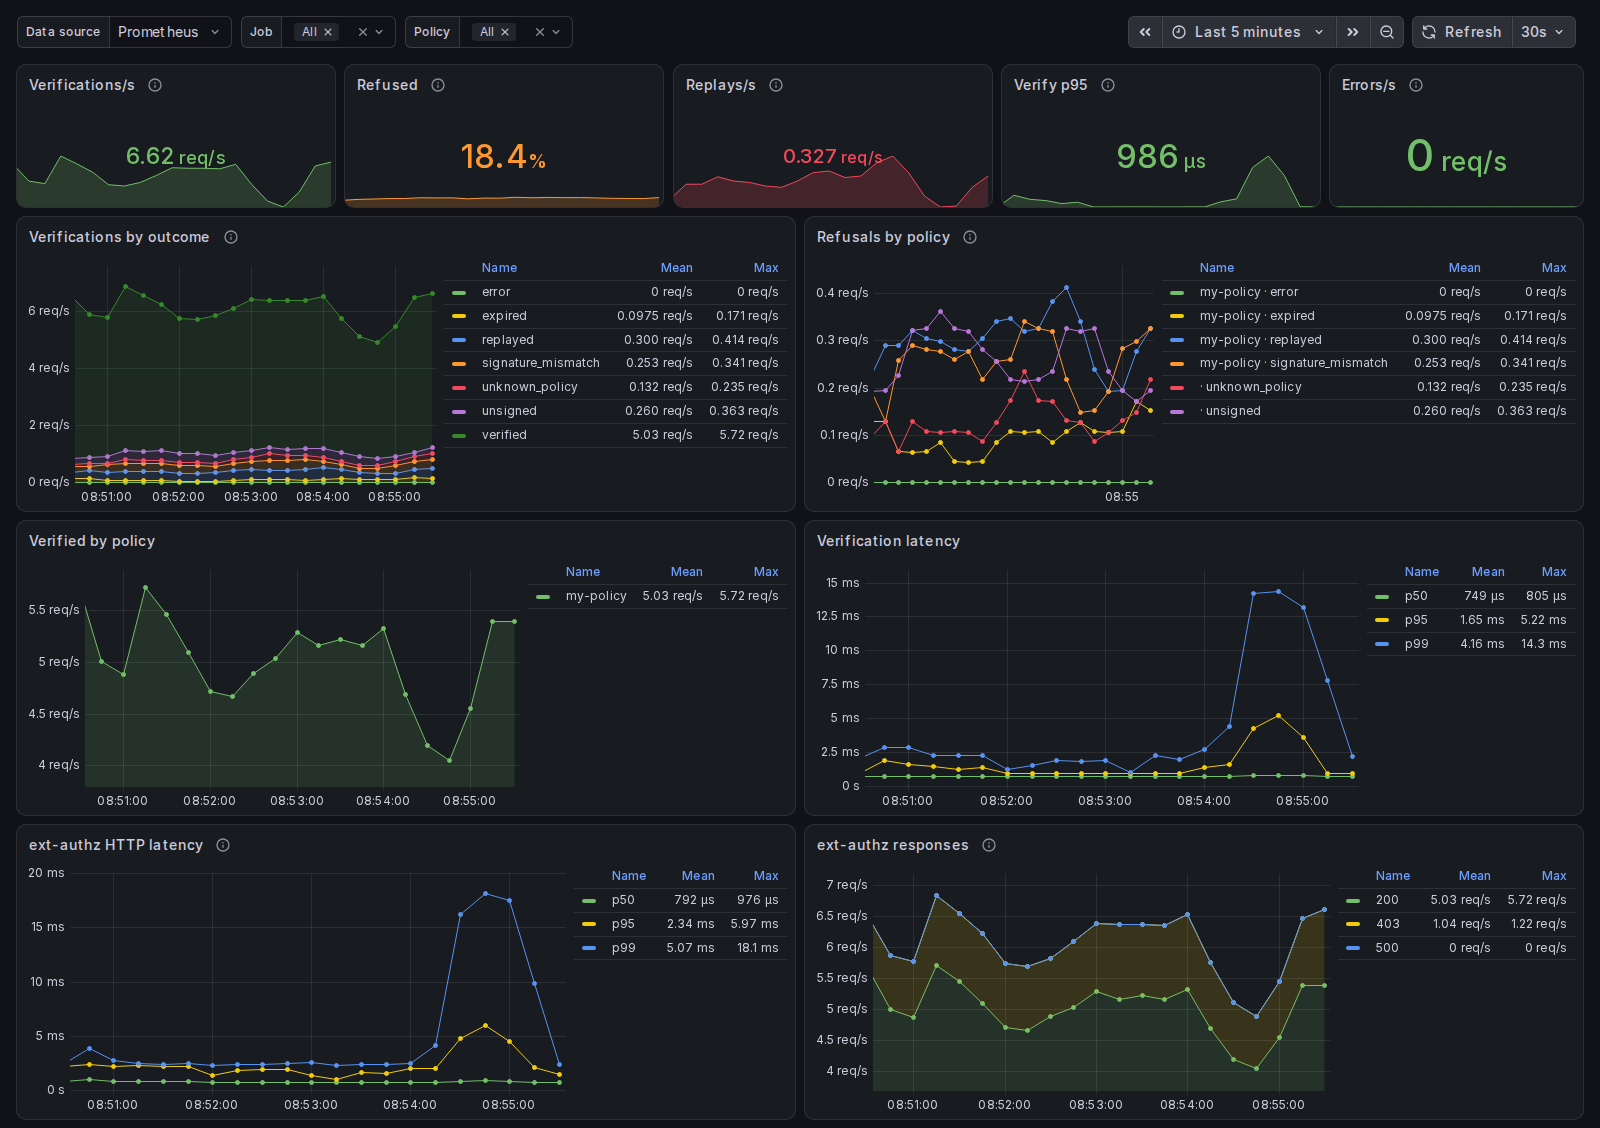 Data source Prometheus Job All Policy All Last 5 minutes Refresh 30s
Verifications/s
6.62 req/s
Refused
18.4%
Replays/s
0.327 req/s
Verify p95
986 µs
Errors/s
0 req/s
Verifications by outcome
6 req/s
4 req/s
2 req/s
0 req/s
08:51:00 08:52:00 08:53:00 08:54:00 08:55:00
Name Mean Max
error 0 req/s 0 req/s
expired 0.0975 req/s 0.171 req/s
replayed 0.300 req/s 0.414 req/s
signature_mismatch 0.253 req/s 0.341 req/s
unknown_policy 0.132 req/s 0.235 req/s
unsigned 0.260 req/s 0.363 req/s
verified 5.03 req/s 5.72 req/s
Refusals by policy
0.4 req/s
0.3 req/s
0.2 req/s
0.1 req/s
0 req/s
08:55
Name Mean Max
my-policy · error 0 req/s 0 req/s
my-policy · expired 0.0975 req/s 0.171 req/s
my-policy · replayed 0.300 req/s 0.414 req/s
my-policy · signature_mismatch 0.253 req/s 0.341 req/s
· unknown_policy 0.132 req/s 0.235 req/s
· unsigned 0.260 req/s 0.363 req/s
Verified by policy
5.5 req/s
5 req/s
4.5 req/s
4 req/s
08:51:00 08:52:00 08:53:00 08:54:00 08:55:00
Name Mean Max
my-policy 5.03 req/s 5.72 req/s
Verification latency
15 ms
12.5 ms
10 ms
7.5 ms
5 ms
2.5 ms
0 s
08:51:00 08:52:00 08:53:00 08:54:00 08:55:00
Name Mean Max
p50 749 µs 805 µs
p95 1.65 ms 5.22 ms
p99 4.16 ms 14.3 ms
ext-authz HTTP latency
20 ms
15 ms
10 ms
5 ms
0 s
08:51:00 08:52:00 08:53:00 08:54:00 08:55:00
Name Mean Max
p50 792 µs 976 µs
p95 2.34 ms 5.97 ms
p99 5.07 ms 18.1 ms
ext-authz responses
7 req/s
6.5 req/s
6 req/s
5.5 req/s
5 req/s
4.5 req/s
4 req/s
08:51:00 08:52:00 08:53:00 08:54:00 08:55:00
Name Mean Max
200 5.03 req/s 5.72 req/s
403 1.04 req/s 1.22 req/s
500 0 req/s 0 req/s